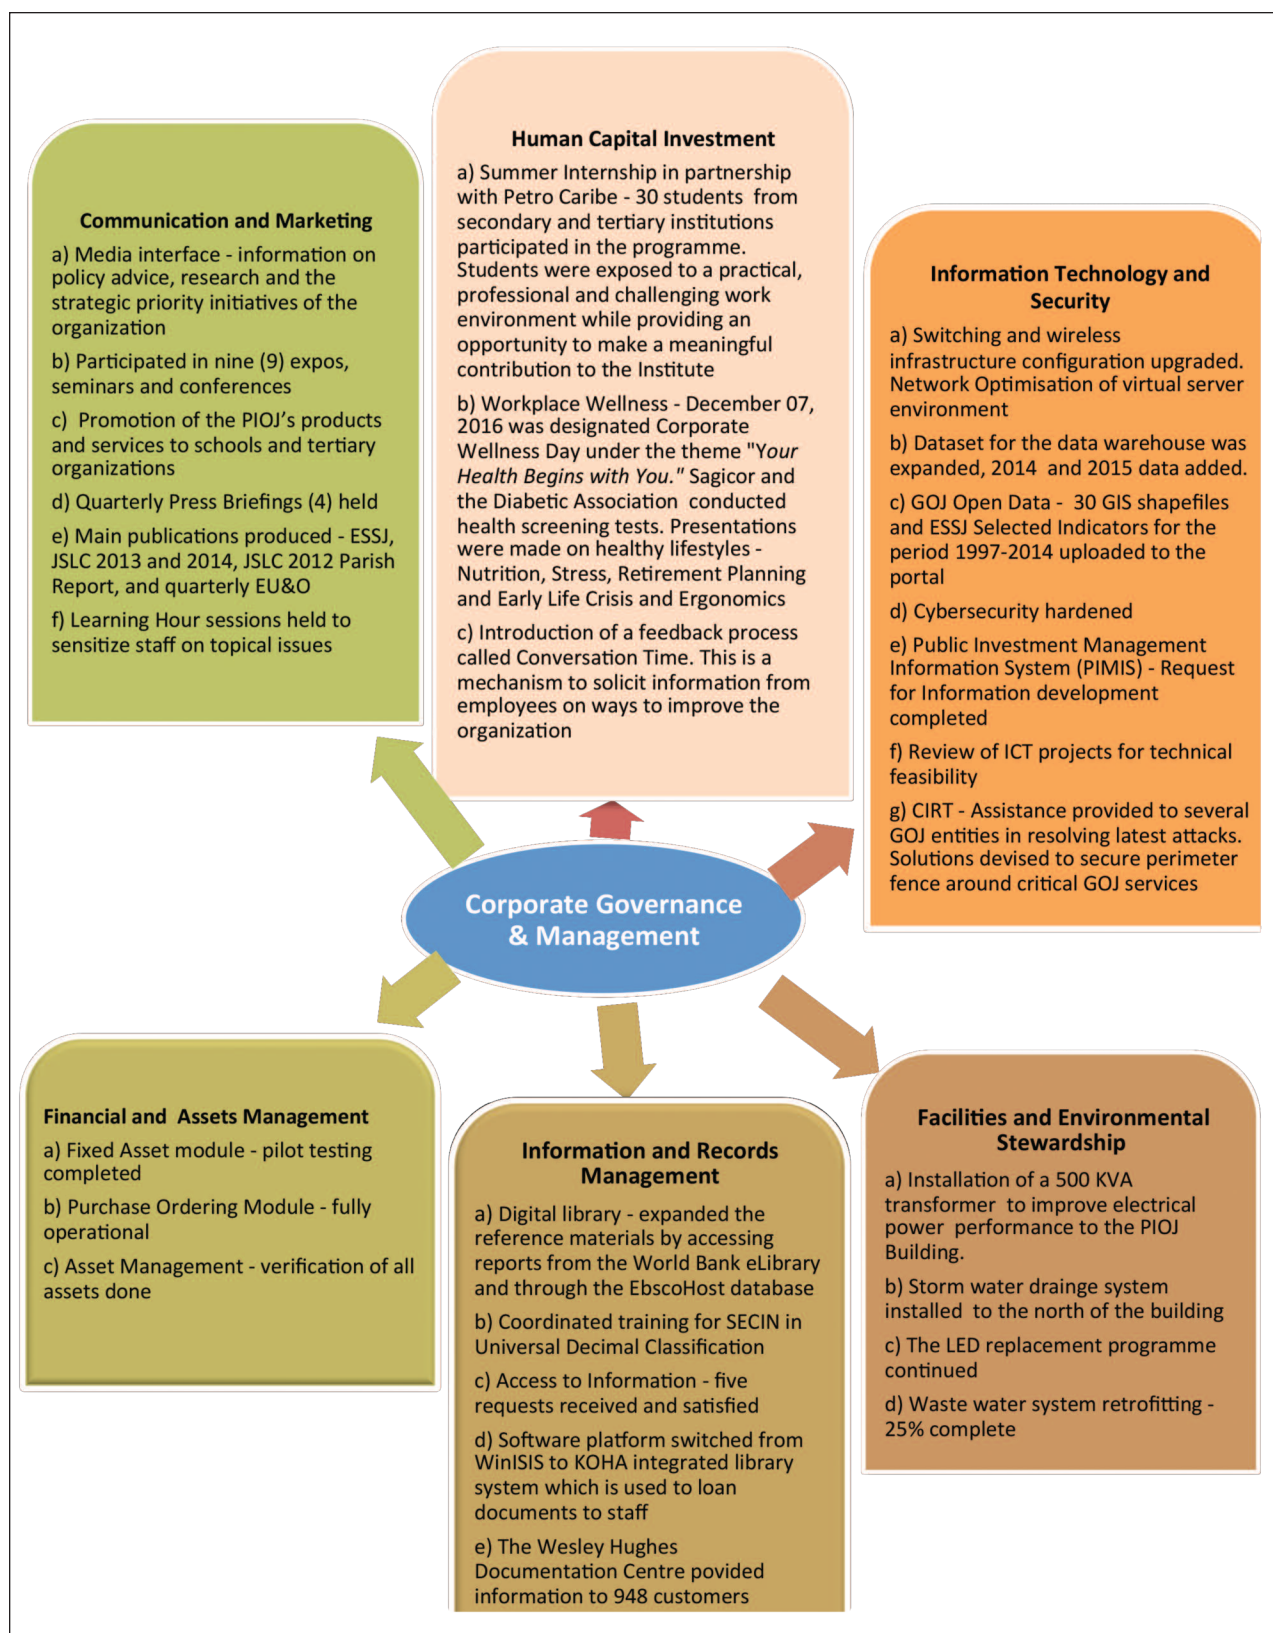 Communication and Marketing
a) Media interface - information on
policy advice, research and the
strategic priority initiatives of the
organization
b) Participated in nine (9) expos,
seminars and conferences
c) Promotion of the PIOJ's products
and services to schools and tertiary
organizations
d) Quarterly Press Briefings (4) held
e) Main publications produced - ESSJ,
JSLC 2013 and 2014, JSLC 2012 Parish
Report, and quarterly EU&O
f) Learning Hour sessions held to
sensitize staff on topical issues
Human Capital Investment
a) Summer Internship in partnership
with Petro Caribe - 30 students from
secondary and tertiary institutions
participated in the programme.
Students were exposed to a practical,
professional and challenging work
environment while providing an
opportunity to make a meaningful
contribution to the Institute
b) Workplace Wellness - December 07,
2016 was designated Corporate
Wellness Day under the theme "Your
Health Begins with You." Sagicor and
the Diabetic Association conducted
health screening tests. Presentations
were made on healthy lifestyles -
Nutrition, Stress, Retirement Planning
and Early Life Crisis and Ergonomics
c) Introduction of a feedback process
called Conversation Time. This is a
mechanism to solicit information from
employees on ways to improve the
organization
Information Technology and
Security
a) Switching and wireless
infrastructure configuration upgraded.
Network Optimisation of virtual server
environment
b) Dataset for the data warehouse was
expanded, 2014 and 2015 data added.
c) GOJ Open Data - 30 GIS shapefiles
and ESSJ Selected Indicators for the
period 1997-2014 uploaded to the
portal
d) Cybersecurity hardened
e) Public Investment Management
Information System (PIMIS) - Request
for Information development
completed
f) Review of ICT projects for technical
feasibility
g) CIRT - Assistance provided to several
GOJ entities in resolving latest attacks.
Solutions devised to secure perimeter
fence around critical GOJ services
Corporate Governance
& Management
Financial and Assets Management
a) Fixed Asset module - pilot testing
completed
b) Purchase Ordering Module - fully
operational
c) Asset Management - verification of all
assets done
Information and Records
Management
a) Digital library - expanded the
reference materials by accessing
reports from the World Bank eLibrary
and through the EbscoHost database
b) Coordinated training for SECIN in
Universal Decimal Classification
c) Access to Information - five
requests received and satisfied
d) Software platform switched from
WinISIS to KOHA integrated library
system which is used to loan
documents to staff
e) The Wesley Hughes
Documentation Centre povided
information to 948 customers
Facilities and Environmental
Stewardship
a) Installation of a 500 KVA
transformer to improve electrical
power performance to the PIOJ
Building.
b) Storm water drainge system
installed to the north of the building
c) The LED replacement programme
continued
d) Waste water system retrofitting -
25% complete